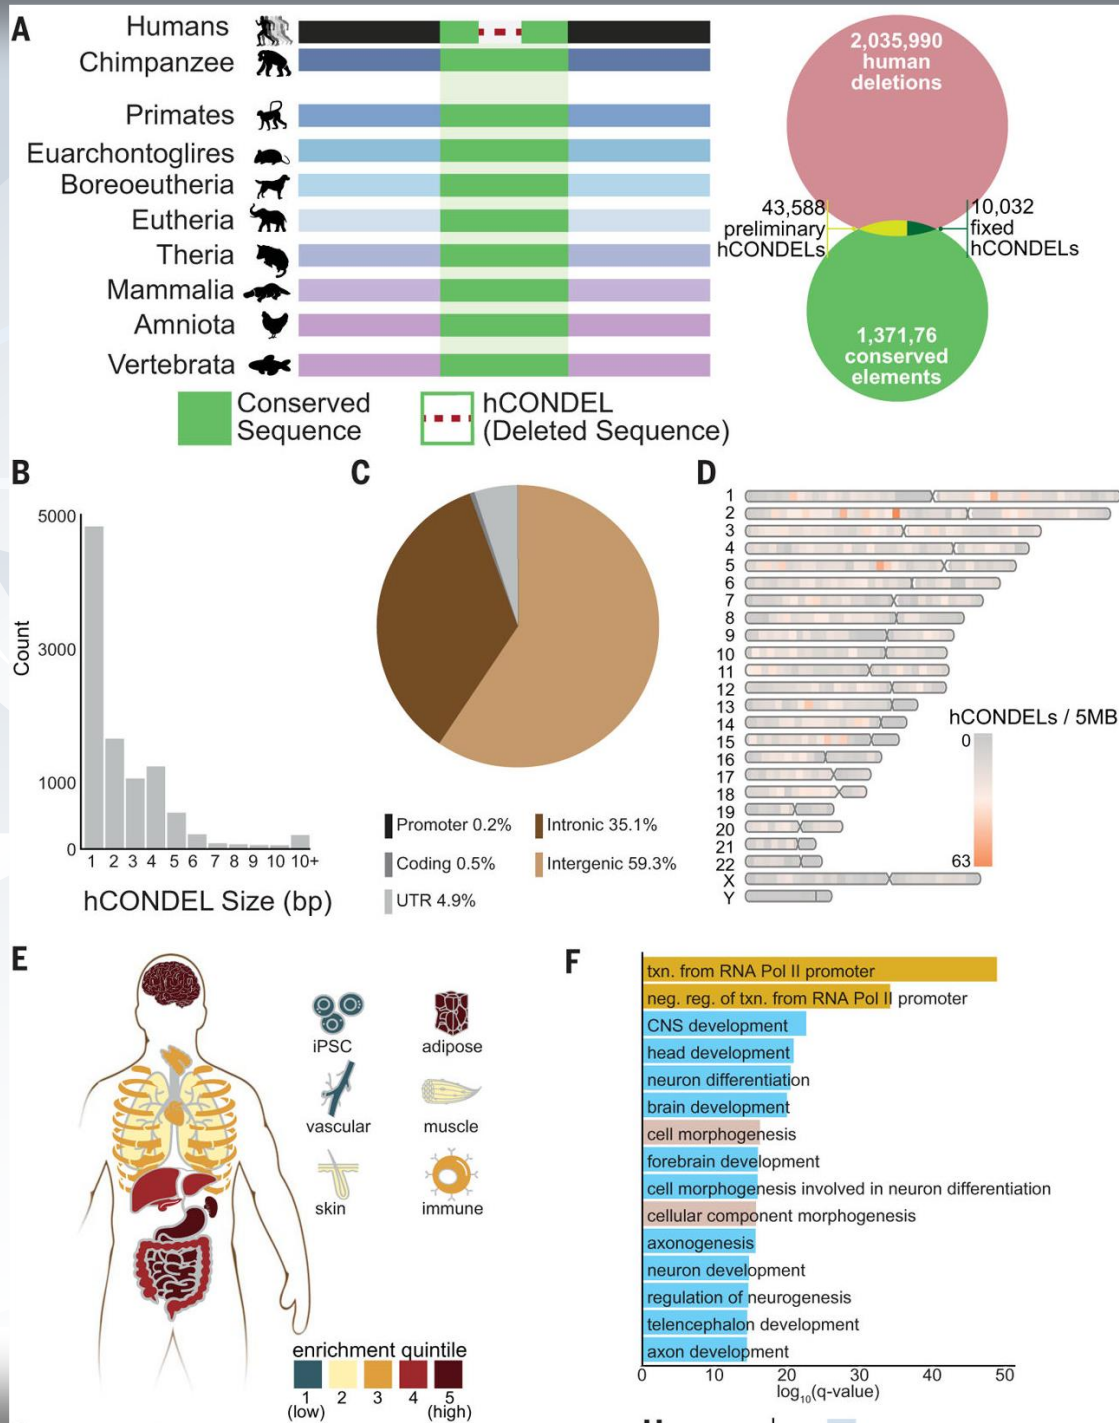 A
Humans
Chimpanzee
Primates
Euarchontoglires
Boreoeutheria
Eutheria
Theria
Mammalia
Amniota
Vertebrata
Conserved
Sequence
hCONDEL
(Deleted Sequence)
2,035,990
human
deletions
43,588
preliminary
hCONDELs
10,032
fixed
hCONDELs
1,371,76
conserved
elements
B
5000
3000
1000
0
Count
1 2 3 4 5 6 7 8 9 10 10+
hCONDEL Size (bp)
C
Promoter 0.2%
Intronic 35.1%
Coding 0.5%
Intergenic 59.3%
UTR 4.9%
D
1
2
3
4
5
6
7
8
9
10
11
12
13
14
15
16
17
18
19
20
21
22
X
Y
hCONDELs / 5MB
0
63
E
iPSC
adipose
vascular
muscle
skin
immune
enrichment quintile
1 2 3 4 5
(low) (high)
F
txn. from RNA Pol II promoter
neg. reg. of txn. from RNA Pol II promoter
CNS development
head development
neuron differentiation
brain development
cell morphogenesis
forebrain development
cell morphogenesis involved in neuron differentiation
cellular component morphogenesis
axonogenesis
neuron development
regulation of neurogenesis
telencephalon development
axon development
0 10 20 30 40 50
log10(q-value)